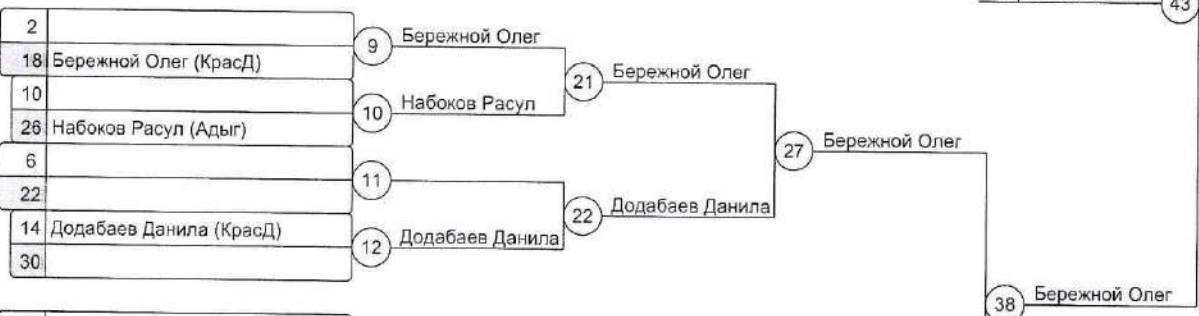 43
2
9 Бережной Олег
18 Бережной Олег (КрасД)
21 Бережной Олег
10
10 Набоков Расул
26 Набоков Расул (Адыг)
27 Бережной Олег
6
11
22
22 Додабаев Данила
14 Додабаев Данила (КрасД)
12 Додабаев Данила
30
38 Бережной Олег